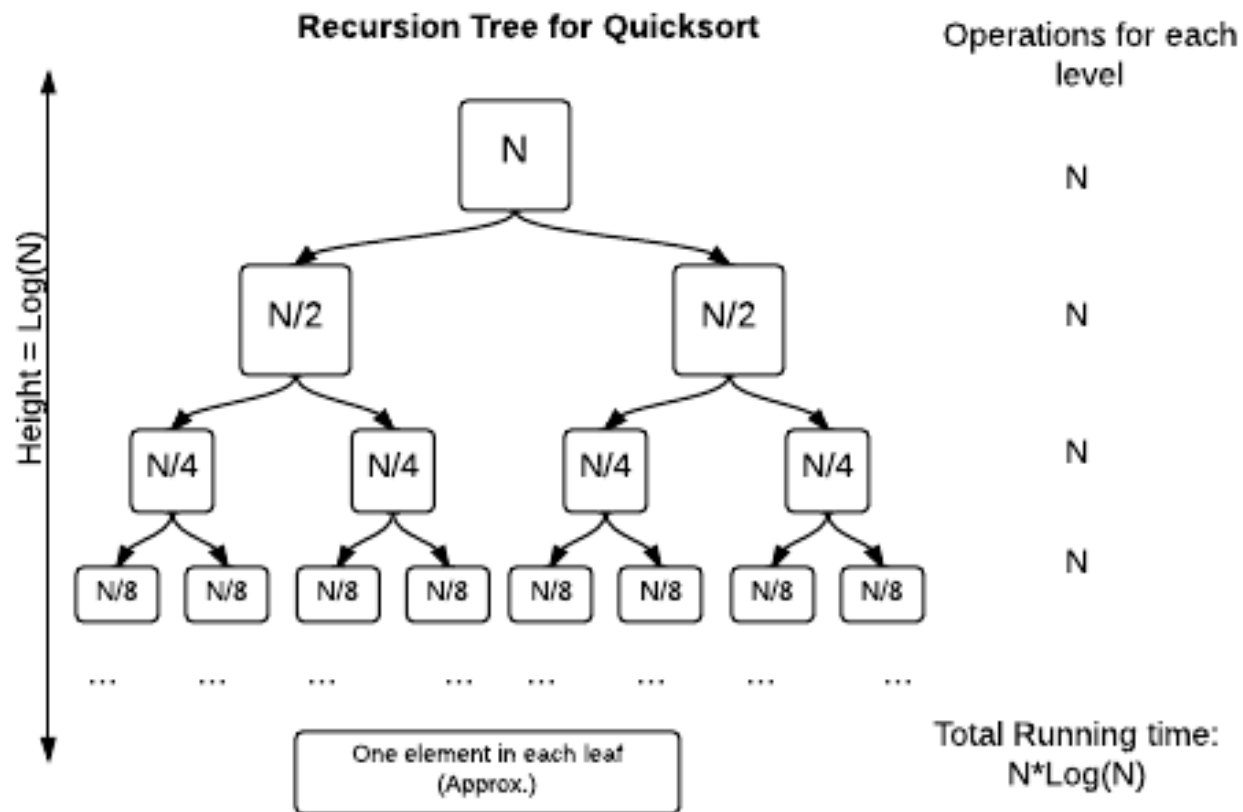 Recursion Tree for Quicksort
Operations for each
level
Height = Log(N)
N
N
N/2
N/2
N
N/4
N/4
N/4
N/4
N
N/8
N/8
N/8
N/8
N/8
N/8
N/8
N/8
N
...
...
...
...
...
...
...
...
One element in each leaf
(Approx.)
Total Running time:
N*Log(N)